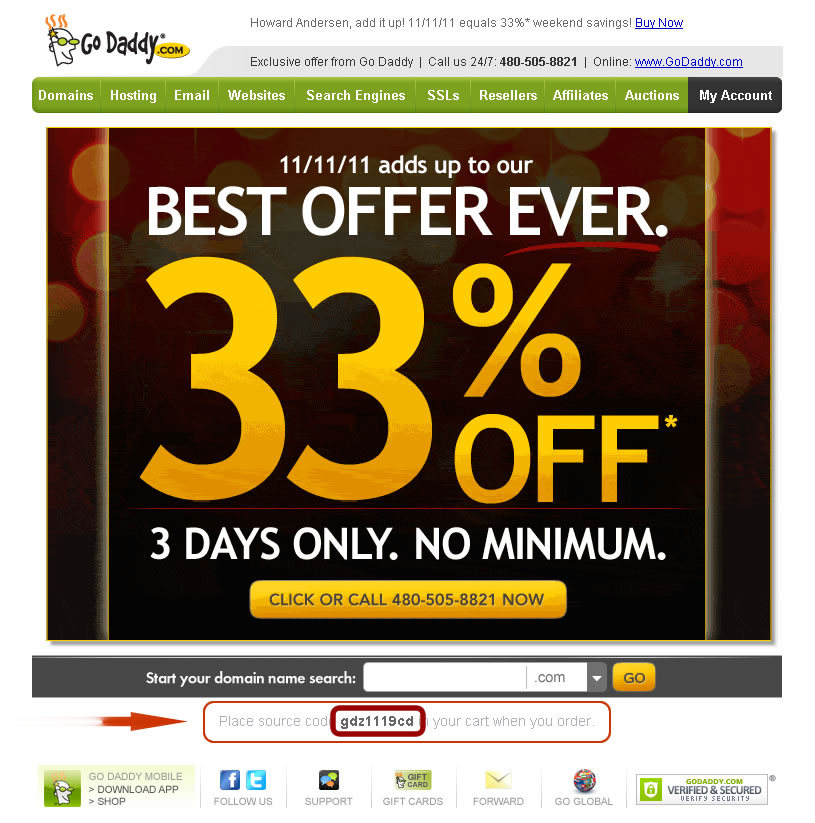 Go Daddy®.COM
Howard Andersen, add it up! 11/11/11 equals 33%* weekend savings! Buy Now
Exclusive offer from Go Daddy | Call us 24/7: 480-505-8821 | Online: www.GoDaddy.com
Domains Hosting Email Websites Search Engines SSLs Resellers Affiliates Auctions My Account
11/11/11 adds up to our
BEST OFFER EVER.
33% OFF*
3 DAYS ONLY. NO MINIMUM.
CLICK OR CALL 480-505-8821 NOW
Start your domain name search: .com GO
Place source code gdz1119cd in your cart when you order.
GO DADDY MOBILE
> DOWNLOAD APP
> SHOP
FOLLOW US
SUPPORT
GIFT CARD
GIFT CARDS
FORWARD
GO GLOBAL
GODADDY.COM
VERIFIED & SECURED
VERIFY SECURITY
®